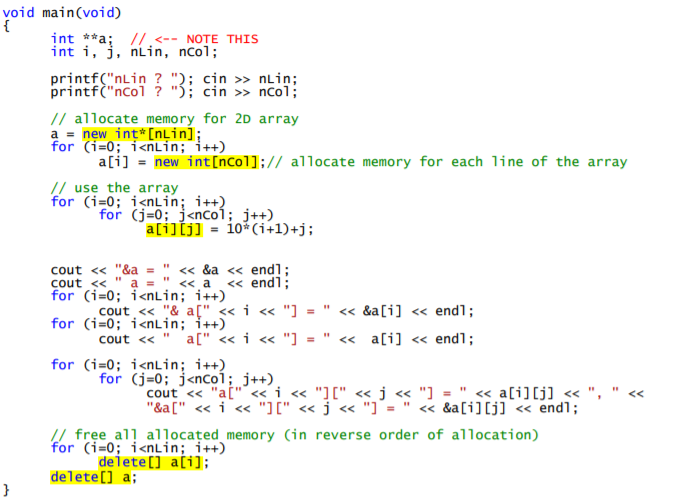 void main(void)
{
int **a; // <-- NOTE THIS
int i, j, nLin, nCol;
printf("nLin ? "); cin >> nLin;
printf("nCol ? "); cin >> nCol;
// allocate memory for 2D array
a = new int*[nLin];
for (i=0; i<nLin; i++)
a[i] = new int[nCol];// allocate memory for each line of the array
// use the array
for (i=0; i<nLin; i++)
for (j=0; j<nCol; j++)
a[i][j] = 10*(i+1)+j;
cout << "&a = " << &a << endl;
cout << " a = " << a << endl;
for (i=0; i<nLin; i++)
cout << "& a[" << i << "] = " << &a[i] << endl;
for (i=0; i<nLin; i++)
cout << "  a[" << i << "] = " <<  a[i] << endl;
for (i=0; i<nLin; i++)
for (j=0; j<nCol; j++)
cout << "a[" << i << "][" << j << "] = " << a[i][j] << ", " <<
"&a[" << i << "][" << j << "] = " << &a[i][j] << endl;
// free all allocated memory (in reverse order of allocation)
for (i=0; i<nLin; i++)
delete[] a[i];
delete[] a;
}